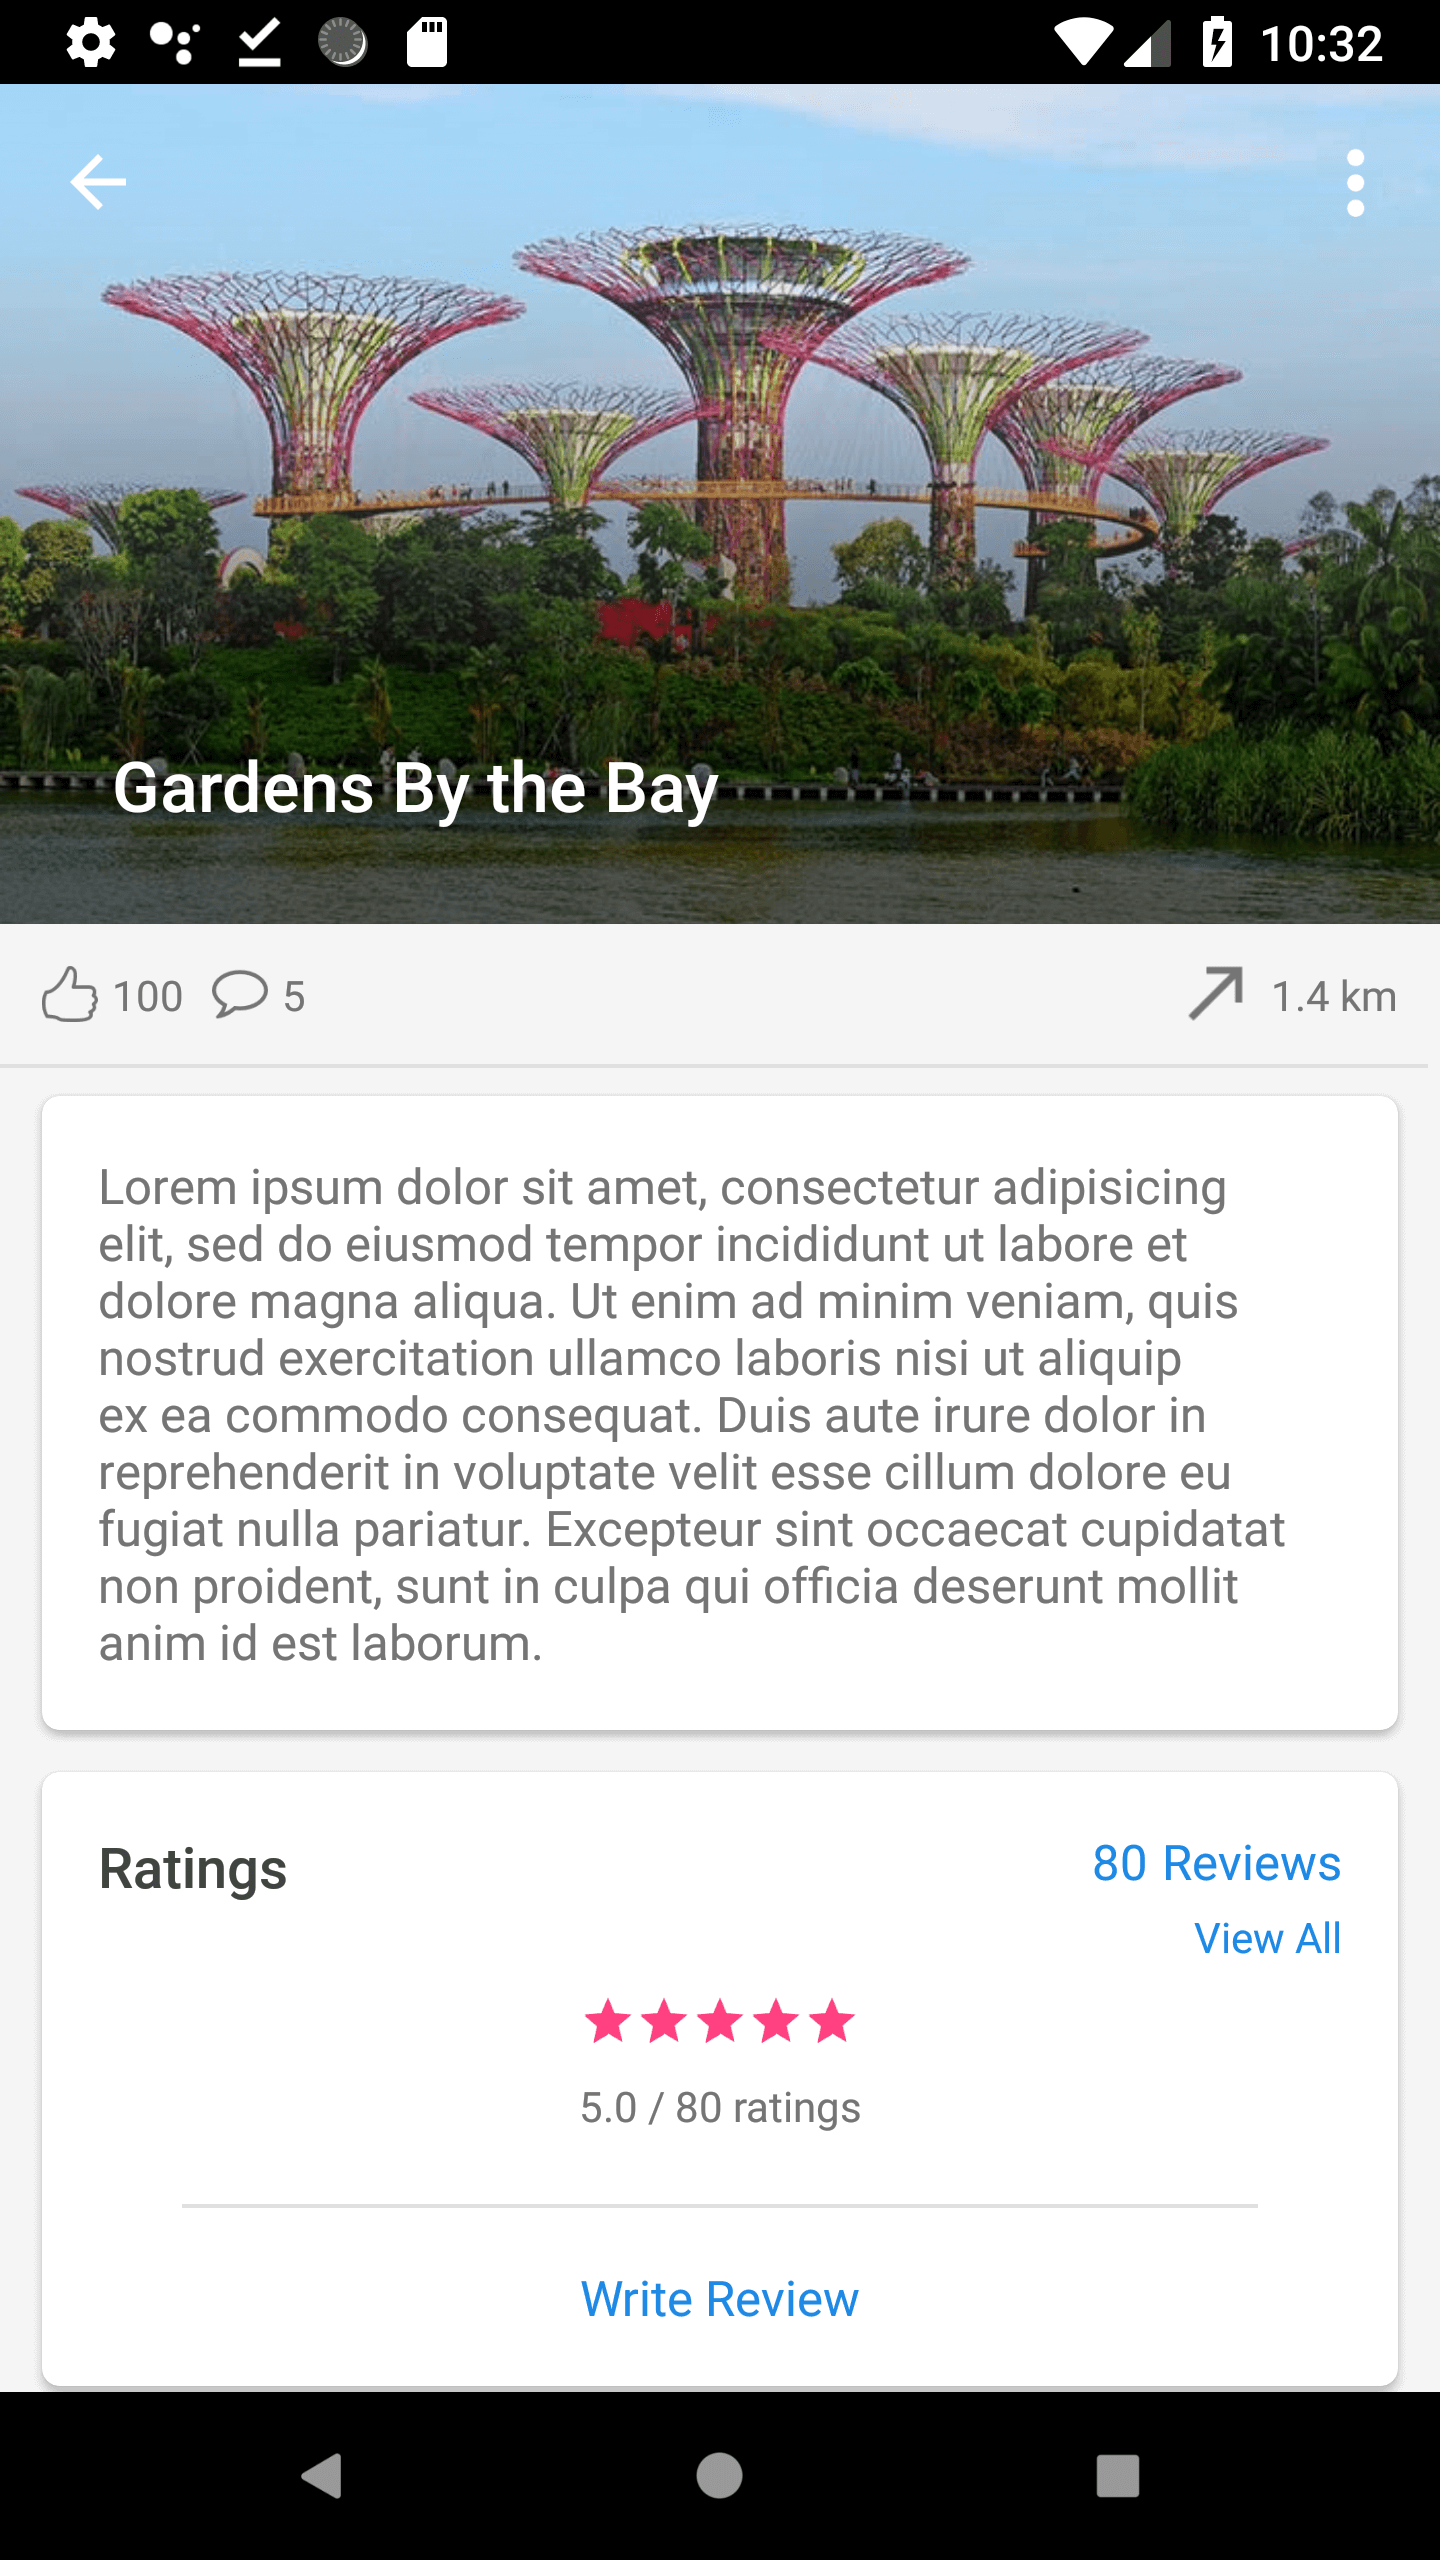 10:32
Gardens By the Bay
100 5 1.4 km
Lorem ipsum dolor sit amet, consectetur adipisicing
elit, sed do eiusmod tempor incididunt ut labore et
dolore magna aliqua. Ut enim ad minim veniam, quis
nostrud exercitation ullamco laboris nisi ut aliquip
ex ea commodo consequat. Duis aute irure dolor in
reprehenderit in voluptate velit esse cillum dolore eu
fugiat nulla pariatur. Excepteur sint occaecat cupidatat
non proident, sunt in culpa qui officia deserunt mollit
anim id est laborum.
Ratings
80 Reviews
View All
5.0 / 80 ratings
Write Review